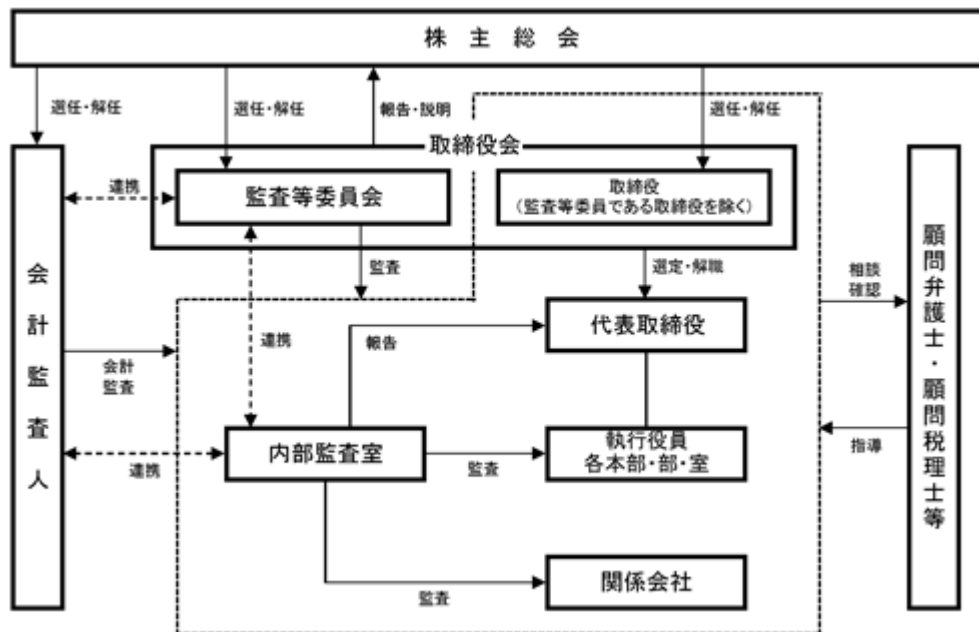 株主総会
選任・解任
選任・解任
報告・説明
選任・解任
取締役会
監査等委員会
取締役
（監査等委員である取締役を除く）
連携
監査
選定・解職
相談
確認
代表取締役
報告
連携
会計
監査
会計監査人
顧問弁護士・顧問税理士等
内部監査室
監査
執行役員
各本部・部・室
指導
連携
監査
関係会社